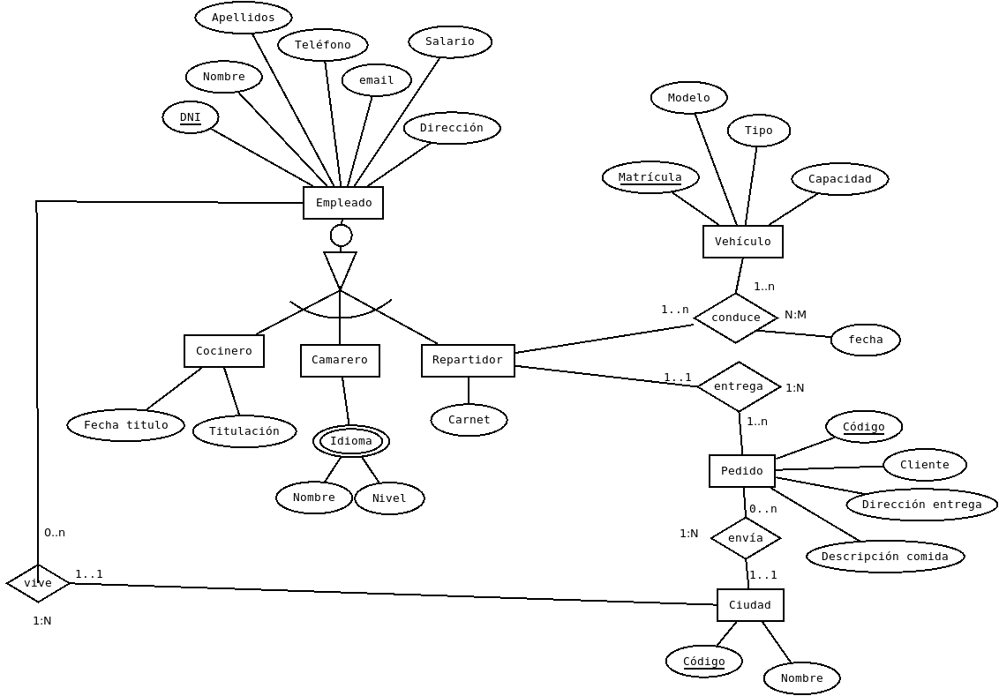 Apellidos
Teléfono
Salario
Nombre
email
DNI
Dirección
Empleado
Modelo
Tipo
Matrícula
Capacidad
Vehículo
1..n
1..n
conduce
N:M
fecha
Cocinero
Camarero
Repartidor
1..1
entrega
1:N
Fecha titulo
Titulación
Idioma
Carnet
1..n
Código
Nombre
Nivel
Pedido
Cliente
Dirección entrega
0..n
0..n
1:N
envía
Descripción comida
vive
1..1
1..1
1:N
Ciudad
Código
Nombre